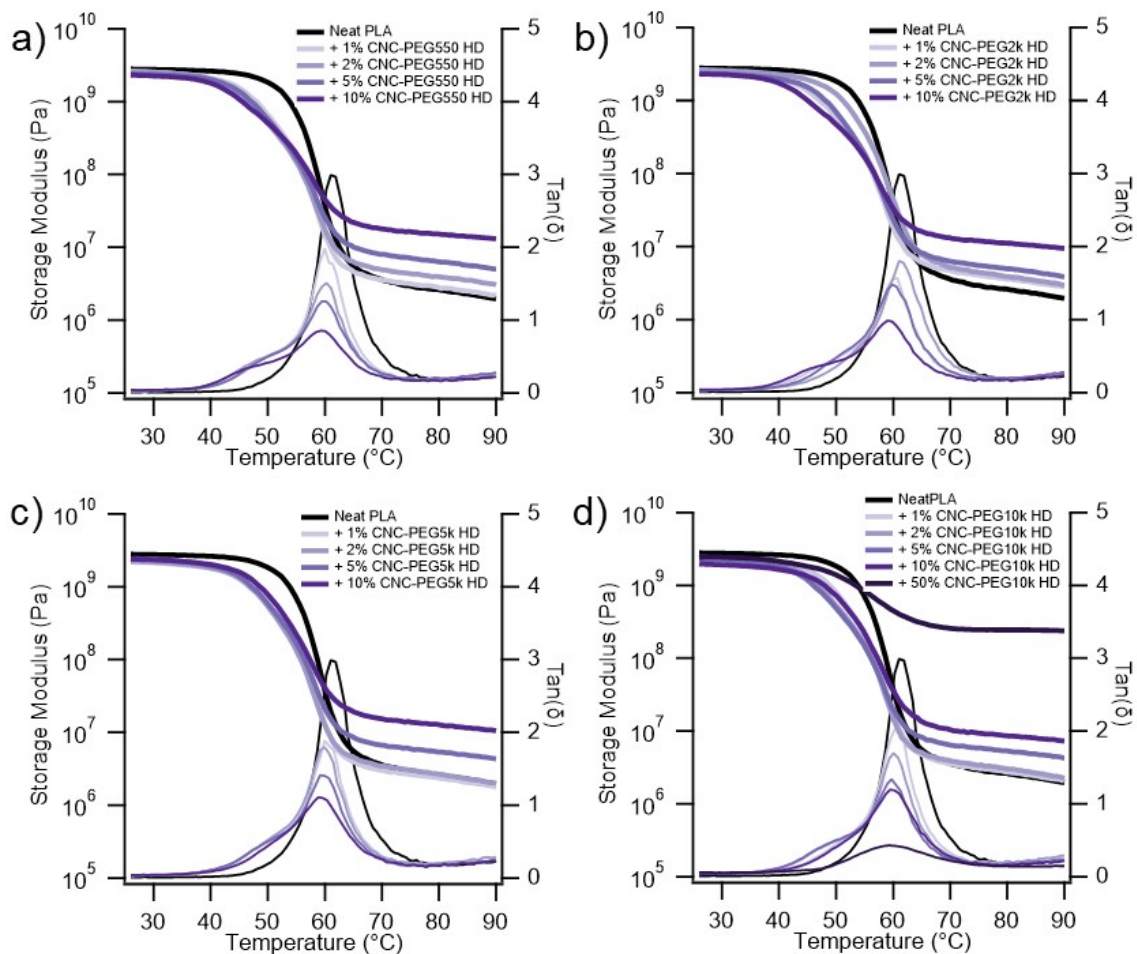 a)
Neat PLA
+ 1% CNC-PEG550 HD
+ 2% CNC-PEG550 HD
+ 5% CNC-PEG550 HD
+ 10% CNC-PEG550 HD
10^10
10^9
10^8
10^7
10^6
10^5
Storage Modulus (Pa)
5
4
3
2
1
0
Tan(δ)
30 40 50 60 70 80 90
Temperature (°C)
b)
Neat PLA
+ 1% CNC-PEG2k HD
+ 2% CNC-PEG2k HD
+ 5% CNC-PEG2k HD
+ 10% CNC-PEG2k HD
10^10
10^9
10^8
10^7
10^6
10^5
Storage Modulus (Pa)
5
4
3
2
1
0
Tan(δ)
30 40 50 60 70 80 90
Temperature (°C)
c)
Neat PLA
+ 1% CNC-PEG5k HD
+ 2% CNC-PEG5k HD
+ 5% CNC-PEG5k HD
+ 10% CNC-PEG5k HD
10^10
10^9
10^8
10^7
10^6
10^5
Storage Modulus (Pa)
5
4
3
2
1
0
Tan(δ)
30 40 50 60 70 80 90
Temperature (°C)
d)
NeatPLA
+ 1% CNC-PEG10k HD
+ 2% CNC-PEG10k HD
+ 5% CNC-PEG10k HD
+ 10% CNC-PEG10k HD
+ 50% CNC-PEG10k HD
10^10
10^9
10^8
10^7
10^6
10^5
Storage Modulus (Pa)
5
4
3
2
1
0
Tan(δ)
30 40 50 60 70 80 90
Temperature (°C)